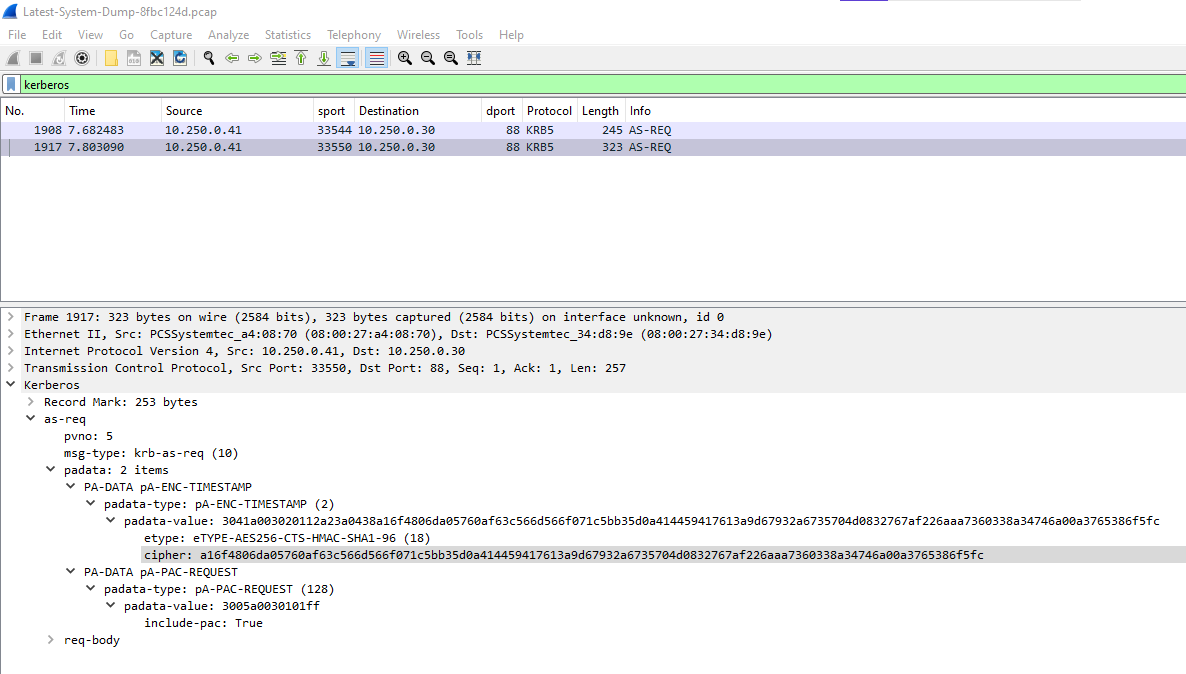 Latest-System-Dump-8fbc124d.pcap
File Edit View Go Capture Analyze Statistics Telephony Wireless Tools Help
kerberos
No. Time Source sport Destination dport Protocol Length Info
1908 7.682483 10.250.0.41 33544 10.250.0.30 88 KRB5 245 AS-REQ
1917 7.803090 10.250.0.41 33550 10.250.0.30 88 KRB5 323 AS-REQ
Frame 1917: 323 bytes on wire (2584 bits), 323 bytes captured (2584 bits) on interface unknown, id 0
Ethernet II, Src: PCSSystemtec_a4:08:70 (08:00:27:a4:08:70), Dst: PCSSystemtec_34:d8:9e (08:00:27:34:d8:9e)
Internet Protocol Version 4, Src: 10.250.0.41, Dst: 10.250.0.30
Transmission Control Protocol, Src Port: 33550, Dst Port: 88, Seq: 1, Ack: 1, Len: 257
Kerberos
Record Mark: 253 bytes
as-req
pvno: 5
msg-type: krb-as-req (10)
padata: 2 items
PA-DATA pA-ENC-TIMESTAMP
padata-type: pA-ENC-TIMESTAMP (2)
padata-value: 3041a003020112a23a0438a16f4806da05760af63c566d566f071c5bb35d0a414459417613a9d67932a6735704d0832767af226aaa7360338a34746a00a3765386f5fc
etype: eTYPE-AES256-CTS-HMAC-SHA1-96 (18)
cipher: a16f4806da05760af63c566d566f071c5bb35d0a414459417613a9d67932a6735704d0832767af226aaa7360338a34746a00a3765386f5fc
PA-DATA pA-PAC-REQUEST
padata-type: pA-PAC-REQUEST (128)
padata-value: 3005a0030101ff
include-pac: True
req-body